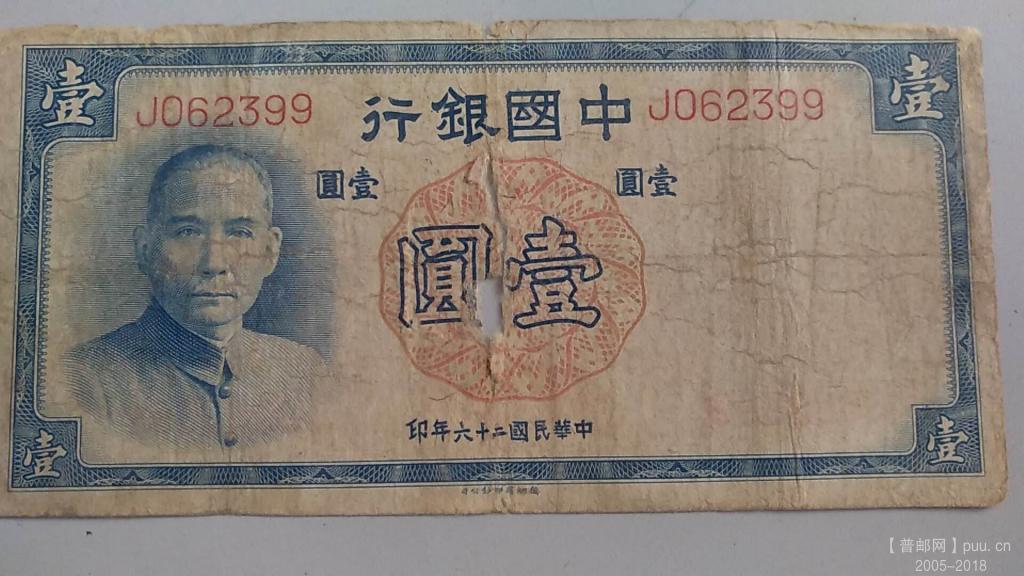 壹 壹
J062399 中國銀行 J062399
壹圓 壹圓
壹圓
中華民國二十六年印
壹 壹
【普邮网】puu.cn
2005-2018